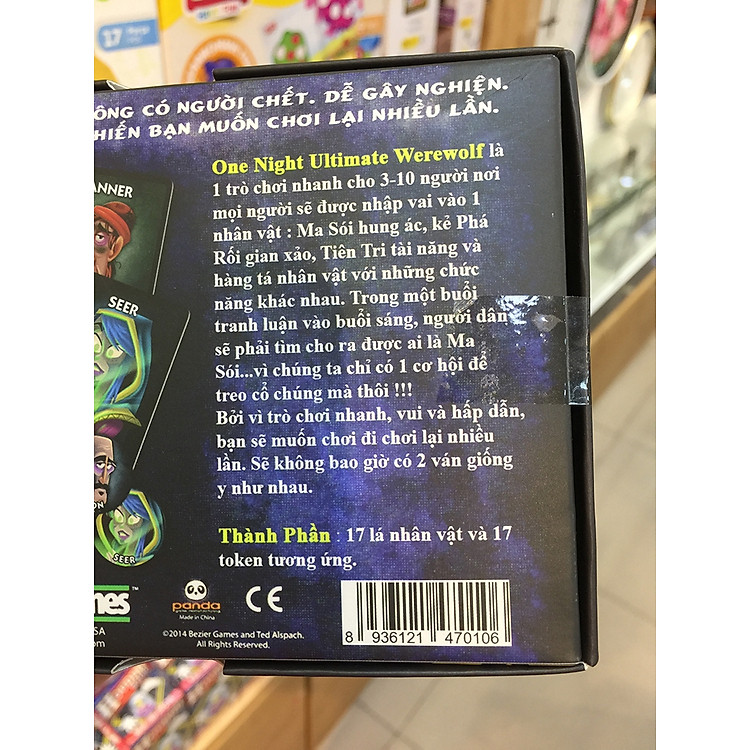 ÔNG CÓ NGƯỜI CHẾT. DỄ GÂY NGHIỆN.
HIẾN BẠN MUỐN CHƠI LẠI NHIỀU LẦN.
ANNER
SEER
SEER
One Night Ultimate Werewolf là
1 trò chơi nhanh cho 3-10 người nơi
mọi người sẽ được nhập vai vào 1
nhân vật : Ma Sói hung ác, kẻ Phá
Rối gian xảo, Tiên Tri tài năng và
hàng tá nhân vật với những chức
năng khác nhau. Trong một buổi
tranh luận vào buổi sáng, người dân
sẽ phải tìm cho ra được ai là Ma
Sói...vì chúng ta chỉ có 1 cơ hội để
treo cổ chúng mà thôi !!!
Bởi vì trò chơi nhanh, vui và hấp dẫn,
bạn sẽ muốn chơi đi chơi lại nhiều
lần. Sẽ không bao giờ có 2 ván giống
y như nhau.
Thành Phần : 17 lá nhân vật và 17
token tương ứng.
mes™
SA
om
panda
Made in China
CE
©2014 Bezier Games and Ted Alspach.
All Rights Reserved.
8 936121 470106